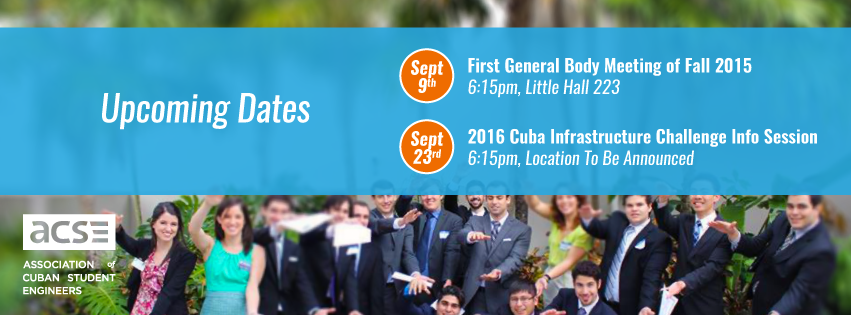 Upcoming Dates
Sept
9th
First General Body Meeting of Fall 2015
6:15pm, Little Hall 223
Sept
23rd
2016 Cuba Infrastructure Challenge Info Session
6:15pm, Location To Be Announced
acse
ASSOCIATION of
CUBAN STUDENT
ENGINEERS